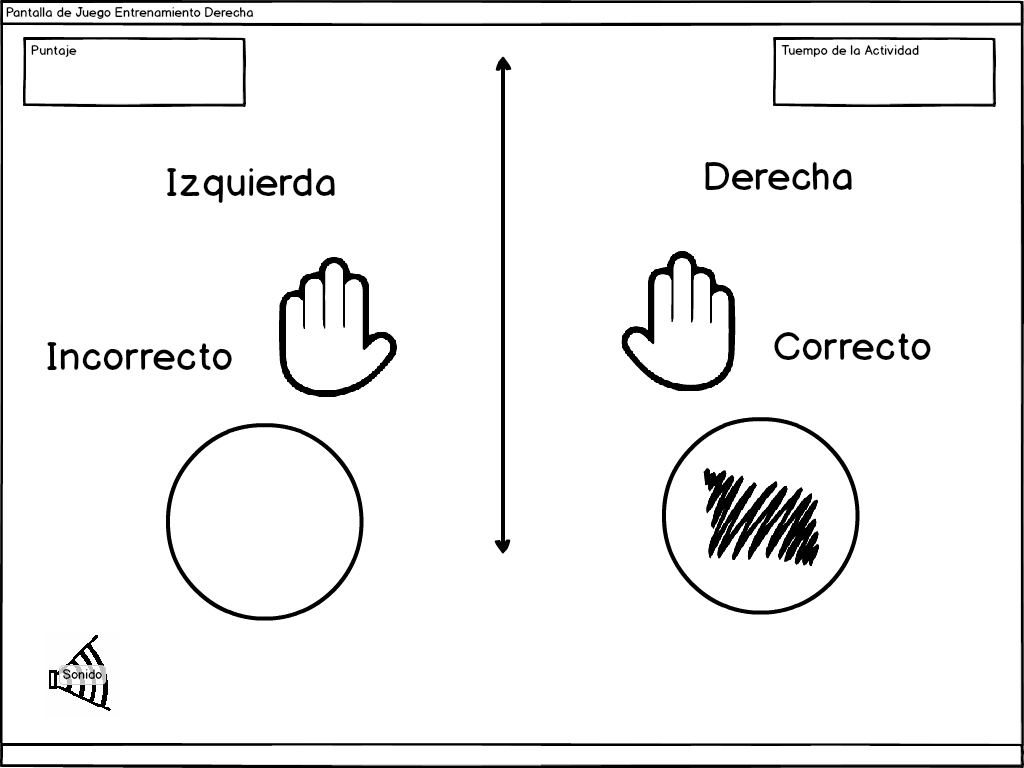 Pantalla de Juego Entrenamiento Derecha
Puntaje
Tuempo de la Actividad
Izquierda
Derecha
Incorrecto
Correcto
Sonido